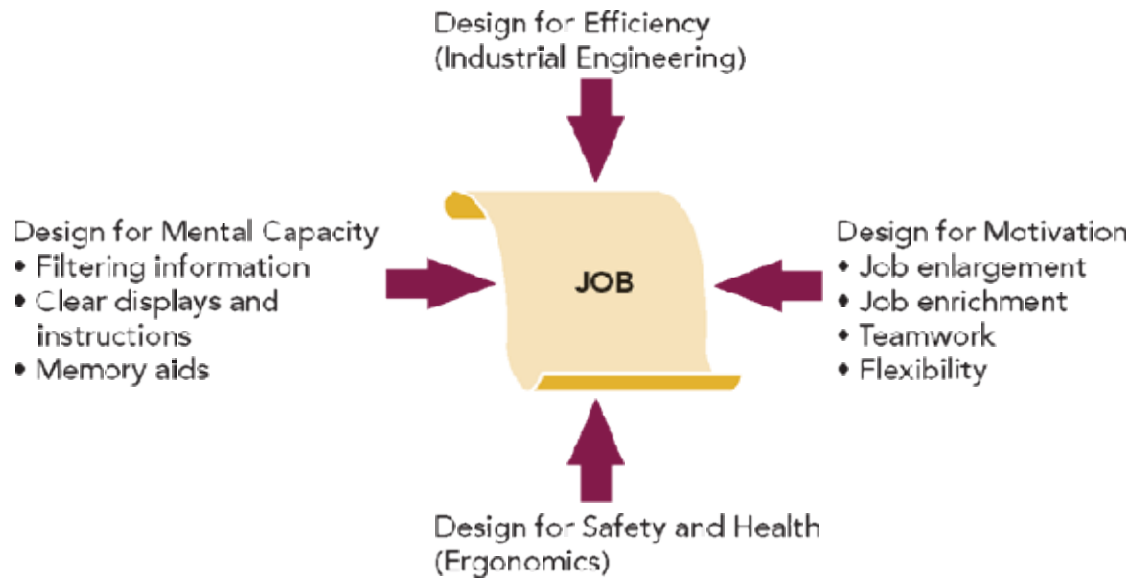 Design for Efficiency
(Industrial Engineering)
Design for Mental Capacity
• Filtering information
• Clear displays and
instructions
• Memory aids
JOB
Design for Motivation
• Job enlargement
• Job enrichment
• Teamwork
• Flexibility
Design for Safety and Health
(Ergonomics)